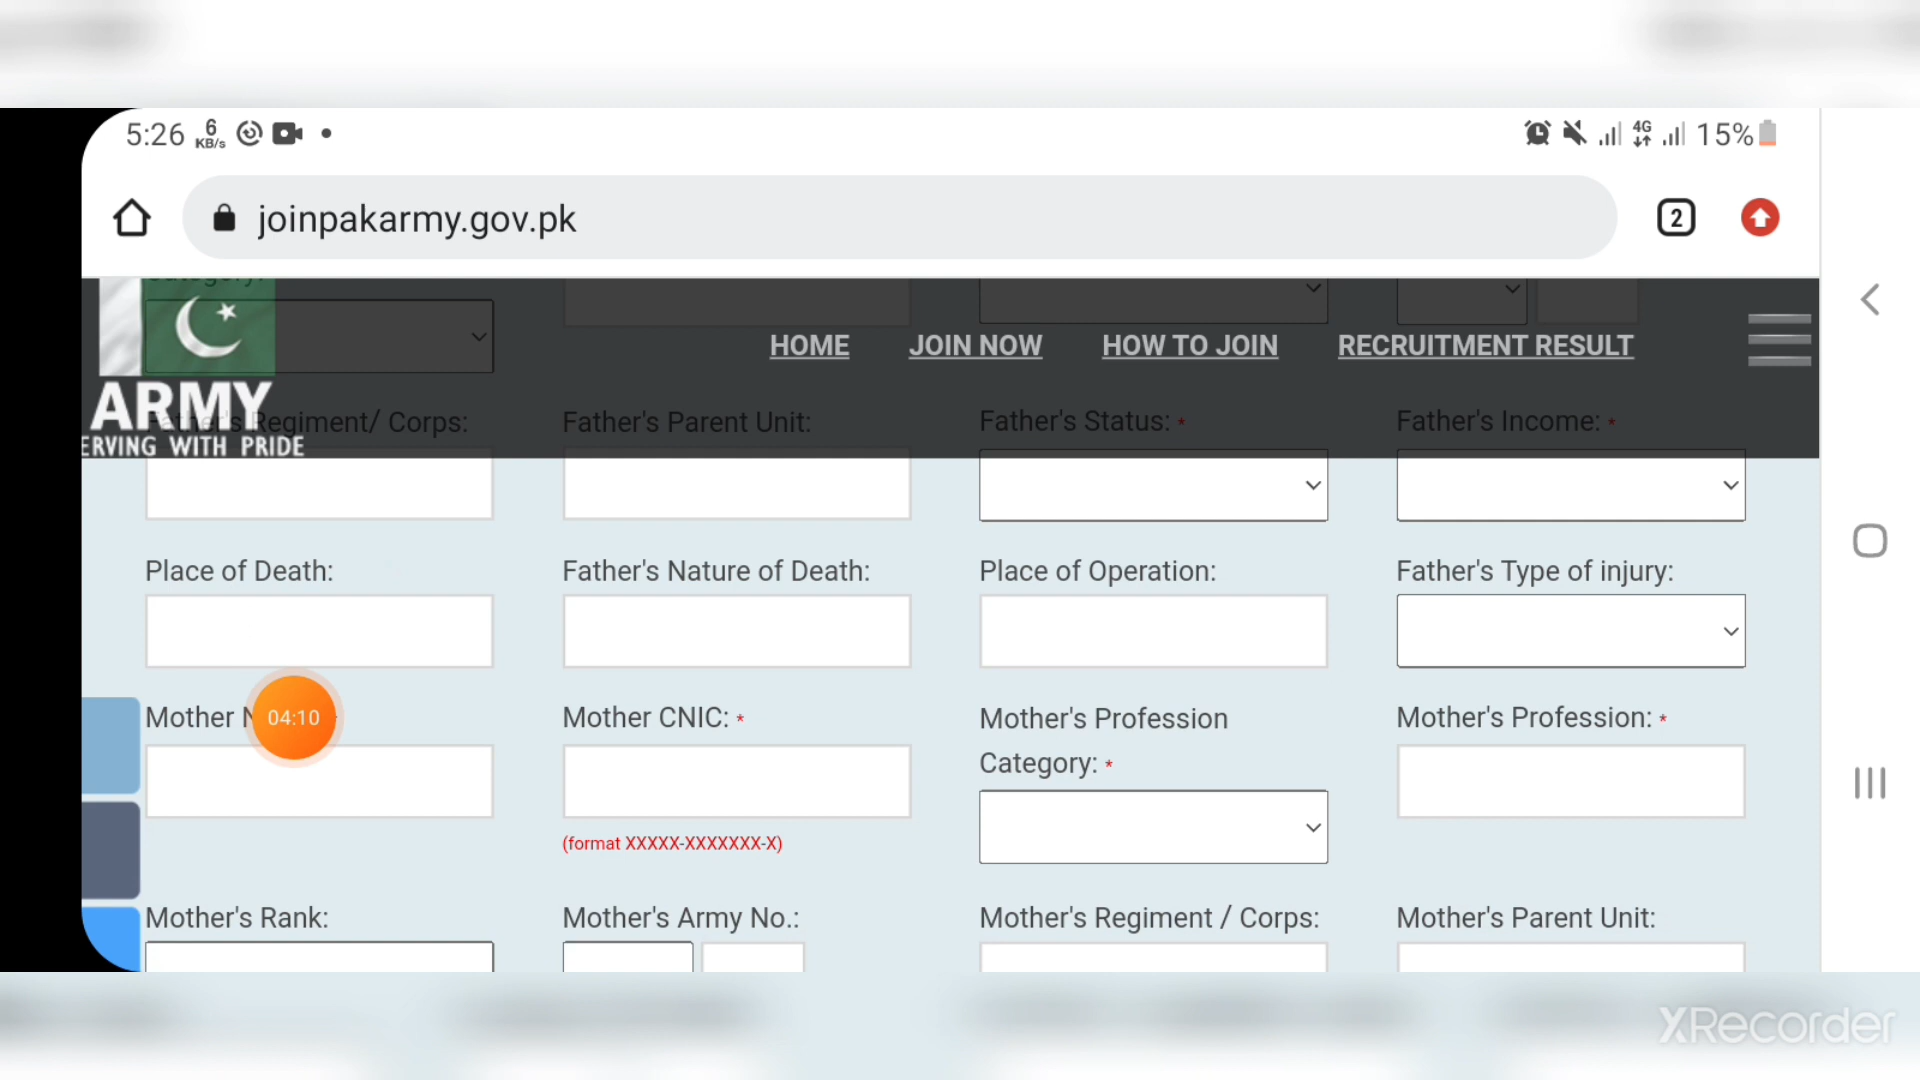 5:26 6 KB/s 4G 15%
joinpakarmy.gov.pk 2
HOME JOIN NOW HOW TO JOIN RECRUITMENT RESULT
ARMY
ERVING WITH PRIDE
Father's Regiment/ Corps: Father's Parent Unit: Father's Status: * Father's Income: *
Place of Death: Father's Nature of Death: Place of Operation: Father's Type of injury:
Mother 04:10 Mother CNIC: * Mother's Profession Category: * Mother's Profession: *
(format XXXXX-XXXXXXX-X)
Mother's Rank: Mother's Army No.: Mother's Regiment / Corps: Mother's Parent Unit:
XRecorder